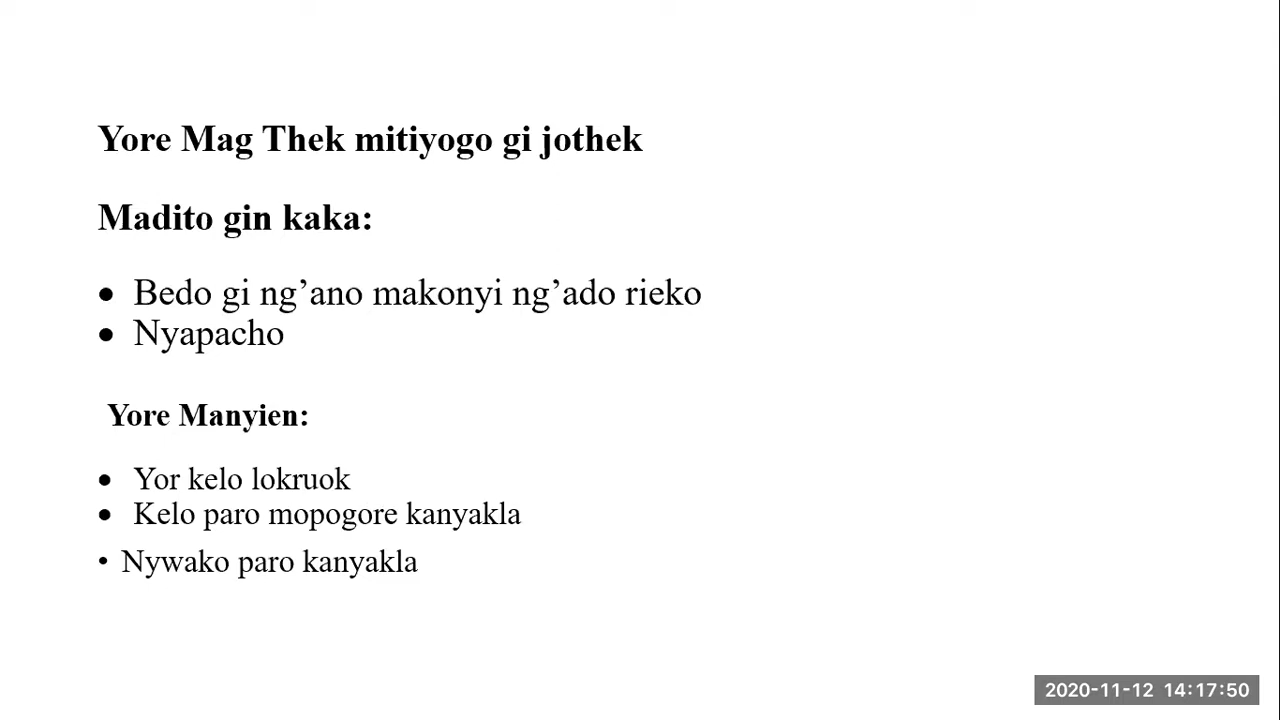 Yore Mag Thek mitiyogo gi jothek
Madito gin kaka:
• Bedo gi ng’ano makonyi ng’ado rieko
• Nyapacho
Yore Manyien:
• Yor kelo lokruok
• Kelo paro mopogore kanyakla
• Nywako paro kanyakla
2020-11-12 14:17:50